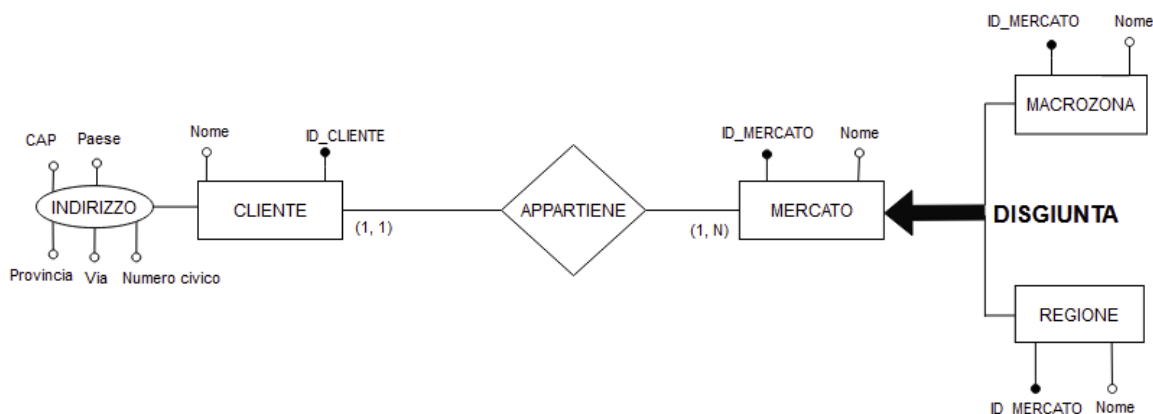 ID_MERCATO Nome
MACROZONA
CAP Paese
Nome ID_CLIENTE
ID_MERCATO Nome
INDIRIZZO CLIENTE APPARTIENE MERCATO DISGIUNTA
(1, 1) (1, N)
Provincia Via Numero civico
REGIONE
ID_MERCATO Nome